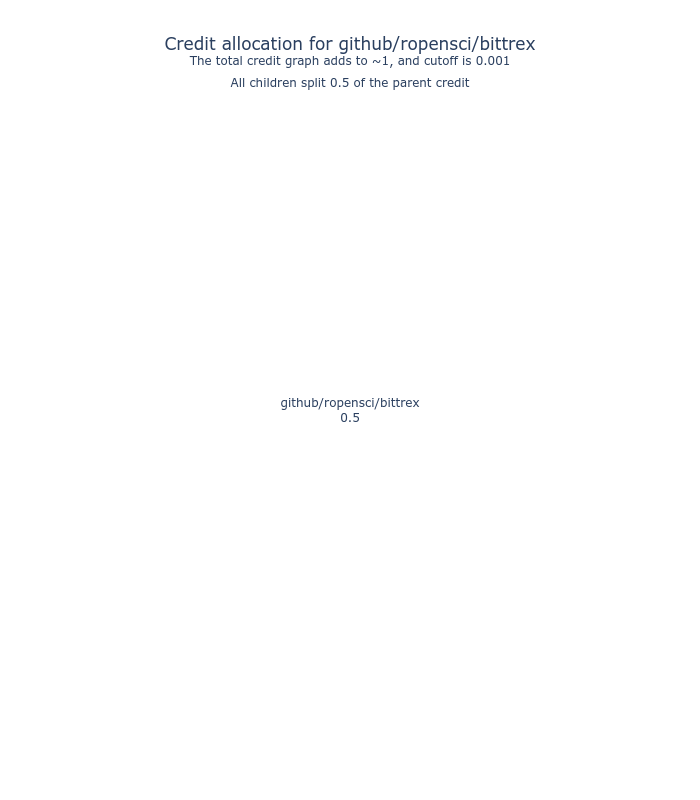 Credit allocation for github/ropensci/bittrex
The total credit graph adds to ~1, and cutoff is 0.001
All children split 0.5 of the parent credit
github/ropensci/bittrex
0.5